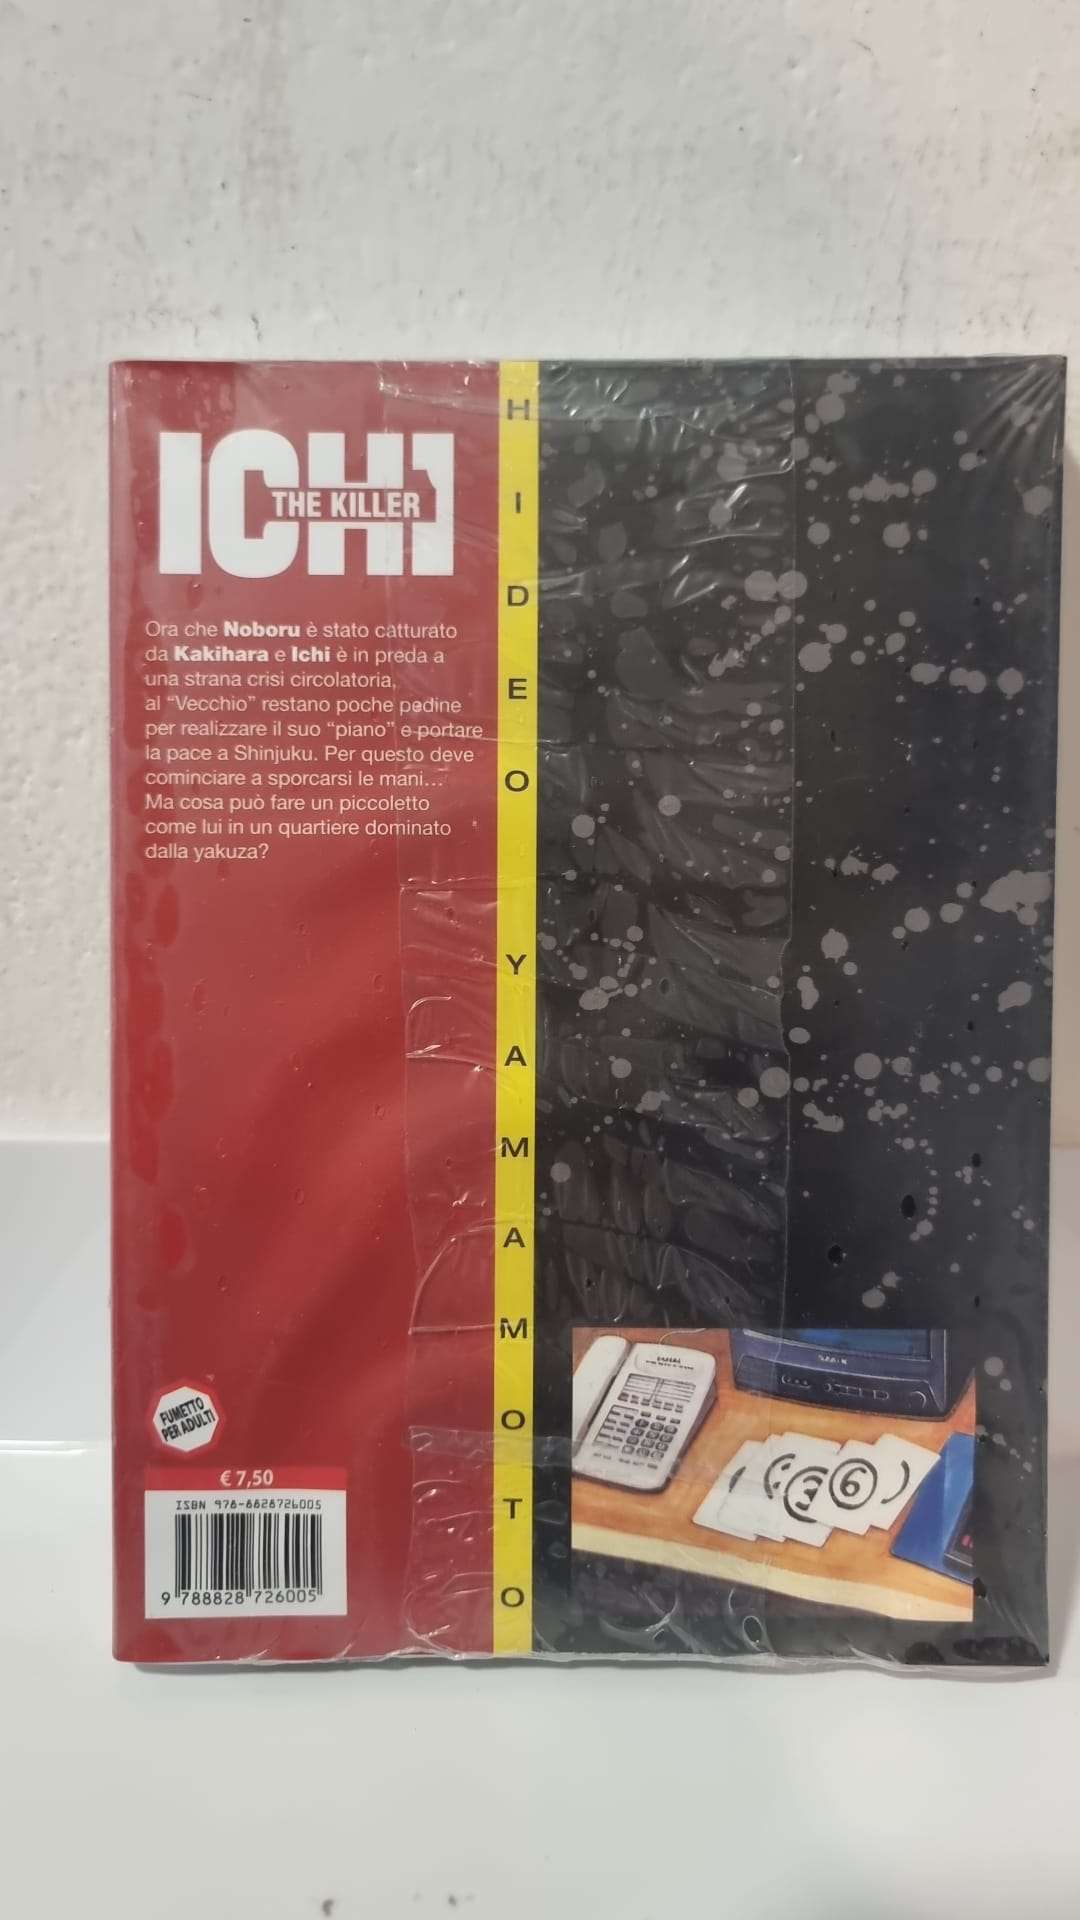 ICHI
THE KILLER
Ora che Noboru è stato catturato
da Kakihara e Ichi è in preda a
una strana crisi circolatoria,
al “Vecchio” restano poche pedine
per realizzare il suo “piano” e portare
la pace a Shinjuku. Per questo deve
cominciare a sporcarsi le mani...
Ma cosa può fare un piccoletto
come lui in un quartiere dominato
dalla yakuza?
HIDEO YAMAMOTO
FUMETTO
PER ADULTI
€ 7,50
ISBN 978-8828726005
9 788828 726005
3 6